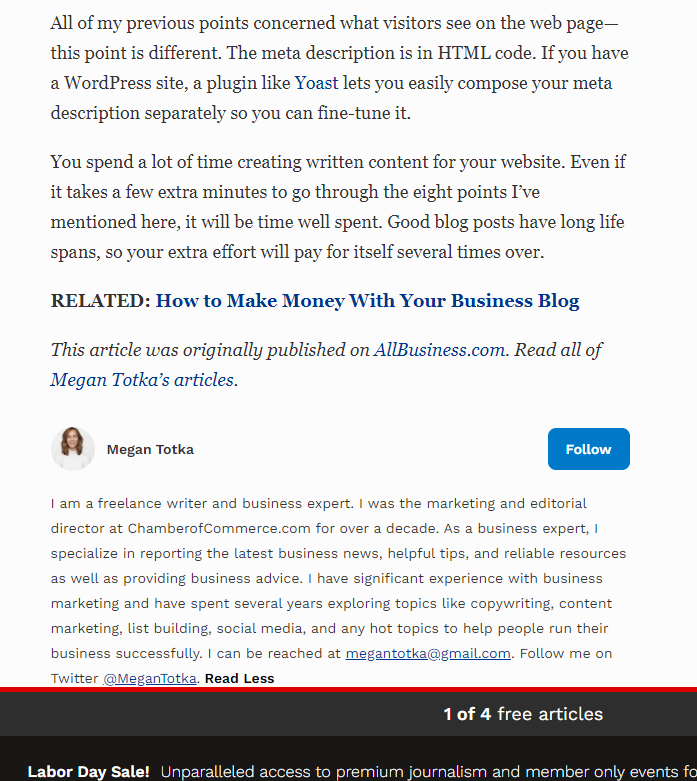 All of my previous points concerned what visitors see on the web page—
this point is different. The meta description is in HTML code. If you have
a WordPress site, a plugin like Yoast lets you easily compose your meta
description separately so you can fine-tune it.
You spend a lot of time creating written content for your website. Even if
it takes a few extra minutes to go through the eight points I’ve
mentioned here, it will be time well spent. Good blog posts have long life
spans, so your extra effort will pay for itself several times over.
RELATED: How to Make Money With Your Business Blog
This article was originally published on AllBusiness.com. Read all of
Megan Totka’s articles.
Megan Totka
Follow
I am a freelance writer and business expert. I was the marketing and editorial
director at ChamberofCommerce.com for over a decade. As a business expert, I
specialize in reporting the latest business news, helpful tips, and reliable resources
as well as providing business advice. I have significant experience with business
marketing and have spent several years exploring topics like copywriting, content
marketing, list building, social media, and any hot topics to help people run their
business successfully. I can be reached at megantotka@gmail.com. Follow me on
Twitter @MeganTotka. Read Less
1 of 4 free articles
Labor Day Sale! Unparalleled access to premium journalism and member only events fo